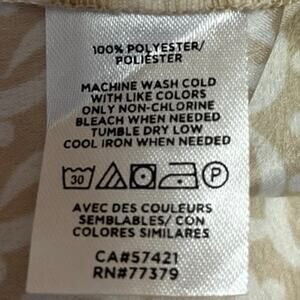 100% POLYESTER/
POLIÉSTER
MACHINE WASH COLD
WITH LIKE COLORS
ONLY NON-CHLORINE
BLEACH WHEN NEEDED
TUMBLE DRY LOW
COOL IRON WHEN NEEDED
30 P
AVEC DES COULEURS
SEMBLABLES/ CON
COLORES SIMILARES
CA#57421
RN#77379